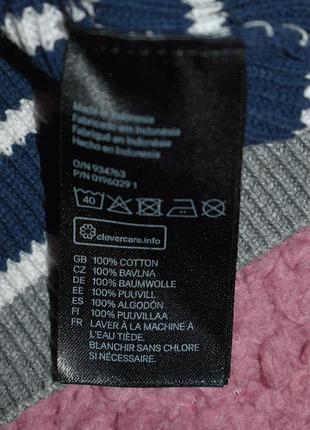 Made in Indonesia
Fabricado em Indonésia
Fabriqué en Indonésie
Hecho en Indonesia
O/N 934763
P/N 0196029 1
40
clevercare.info
GB 100% COTTON
CZ 100% BAVLNA
DE 100% BAUMWOLLE
EE 100% PUUVILL
ES 100% ALGODÓN
FI 100% PUUVILLAA
FR LAVER À LA MACHINE À
L'EAU TIÈDE.
BLANCHIR SANS CHLORE
SI NÉCESSAIRE.